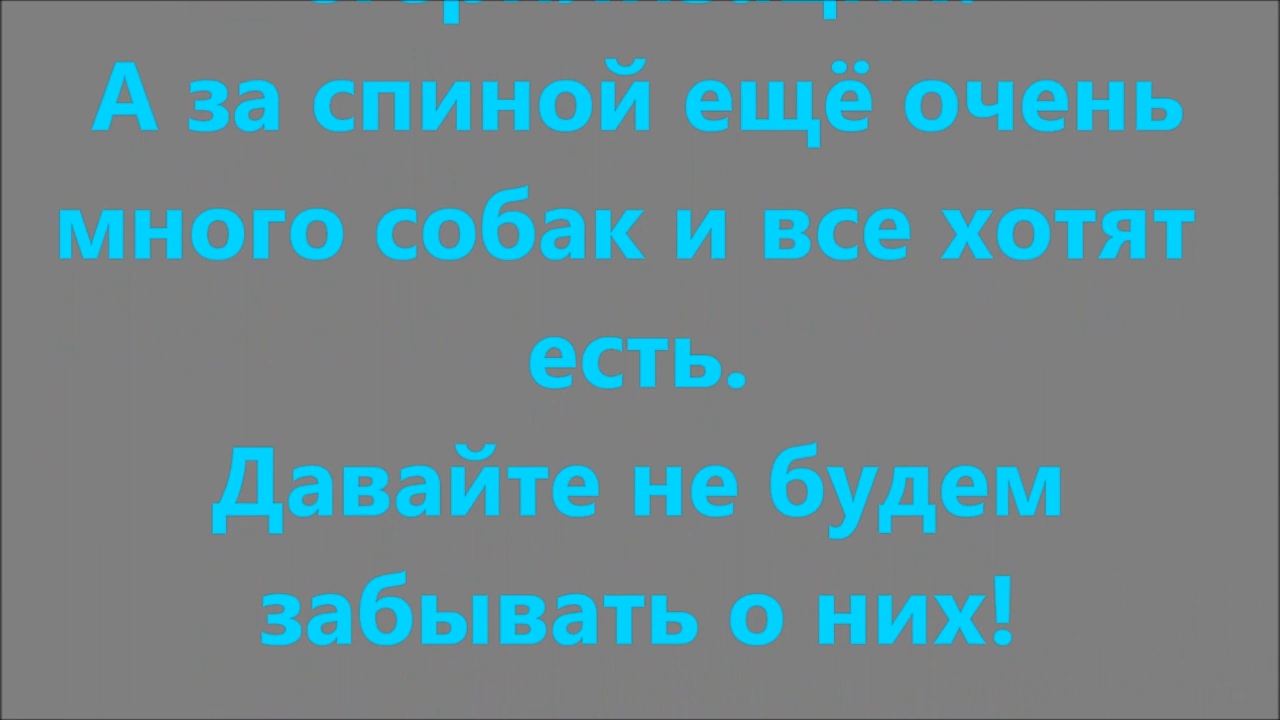 А за спиной ещё очень
много собак и все хотят
есть.
Давайте не будем
забывать о них!